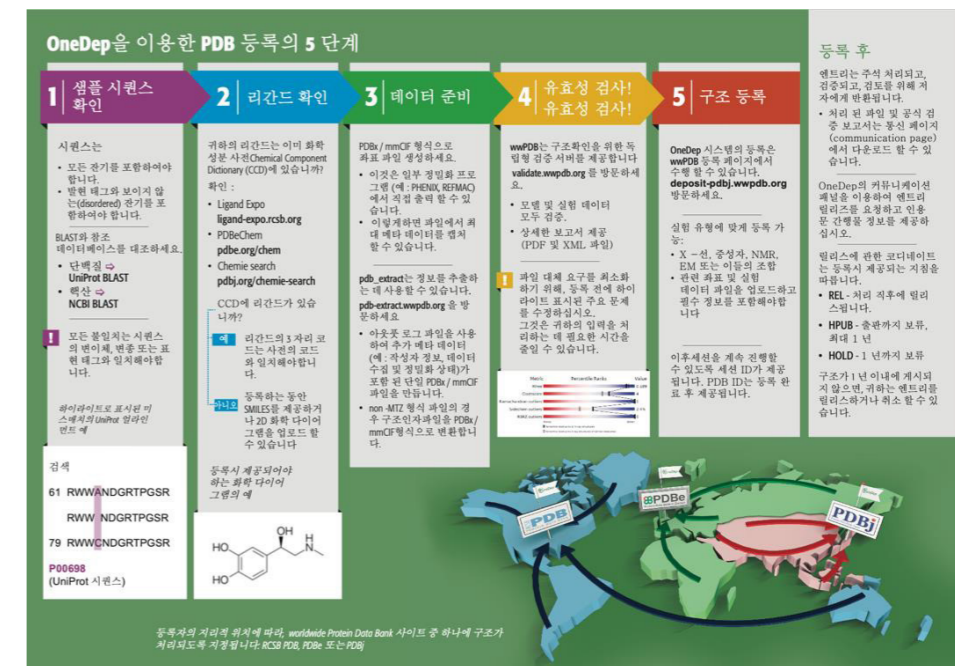 OneDep을 이용한 PDB 등록의 5 단계
1 샘플 시퀀스
확인
시퀀스는
• 모든 잔기를 포함하여야
합니다.
• 발현 태그와 보이지 않
는(disordered) 잔기를 포
함하여야 합니다.
BLAST와 참조
데이터베이스를 대조하세요.
• 단백질 ⇨
UniProt BLAST
• 핵산 ⇨
NCBI BLAST
! 모든 불일치는 시퀀스
의 변이체, 변종 또는 표
현 태그와 일치해야합
니다.
하이라이트로 표시된 미
스매치의 UniProt 얼라인
먼트 예
검색
61 RWWANDGRTPGSR
RWW NDGRTPGSR
79 RWWCNDGRTPGSR
P00698
(UniProt 시퀀스)
2 리간드 확인
귀하의 리간드는 이미 화학
성분 사전Chemical Component
Dictionary (CCD)에 있습니까?
확인 :
• Ligand Expo
ligand-expo.rcsb.org
• PDBeChem
pdbe.org/chem
• Chemie search
pdbj.org/chemie-search
CCD에 리간드가 있습
니까?
예 리간드의 3 자리 코
드는 사전의 코드
와 일치해야합니
다.
아니요 등록하는 동안
SMILES를 제공하거
나 2D 화학 다이어
그램을 업로드 할
수 있습니다
등록시 제공되어야
하는 화학 다이어
그램의 예
OH
H
HO
N
HO
3 데이터 준비
PDBx / mmCIF 형식으로
좌표 파일 생성하세요.
• 이것은 일부 정밀화 프로
그램 (예 : PHENIX, REFMAC)
에서 직접 출력 할 수 있
습니다.
• 이렇게하면 파일에서 최
대 메타 데이터를 캡처
할 수 있습니다.
pdb_extract는 정보를 추출하
는 데 사용할 수 있습니다.
pdb-extract.wwpdb.org 을 방
문하세요
• 아웃풋 로그 파일을 사용
하여 추가 메타 데이터
(예 : 작성자 정보, 데이터
수집 및 정밀화 상태)가
포함 된 단일 PDBx / mmCIF
파일을 만듭니다.
• non -MTZ 형식 파일의 경
우 구조인자파일을 PDBx /
mmCIF형식으로 변환합니
다.
4 유효성 검사!
유효성 검사!
wwPDB는 구조확인을 위한 독
립형 검증 서버를 제공합니다
validate.wwpdb.org 를 방문하세
요.
• 모델 및 실험 데이터
모두 검증.
• 상세한 보고서 제공
(PDF 및 XML 파일)
! 파일 대체 요구를 최소화
하기 위해, 등록 전에 하이
라이트 표시된 주요 문제
를 수정하십시오.
그것은 귀하의 입력을 처
리하는 데 필요한 시간을
줄일 수 있습니다.
Metric Percentile Ranks Value
Clashscore
5 구조 등록
OneDep 시스템의 등록은
wwPDB 등록 페이지에서
수행 할 수 있습니다.
deposit-pdbj.wwpdb.org
방문하세요.
실험 유형에 맞게 등록 가
능:
• X –선, 중성자, NMR,
EM 또는 이들의 조합
• 관련 좌표 및 실험
데이터 파일을 업로드하고
필수 정보를 포함해야합
니다
이후세션을 계속 진행할
수 있도록 세션 ID가 제공
됩니다. PDB ID는 등록 완
료 후 제공됩니다.
등록 후
엔트리는 주석 처리되고,
검증되고, 검토를 위해 저
자에게 반환됩니다.
• 처리 된 파일 및 공식 검
증 보고서는 통신 페이지
(communication page)
에서 다운로드 할 수 있
습니다.
OneDep의 커뮤니케이션
패널을 이용하여 엔트리
릴리즈를 요청하고 인용
문 간행물 정보를 제공하
십시오.
릴리스에 관한 코디네이트
는 등록시 제공되는 지침을
따릅니다.
• REL - 처리 직후에 릴리
스됩니다.
• HPUB - 출판까지 보류,
최대 1 년
• HOLD - 1 년까지 보류
구조가 1 년 이내에 게시되
지 않으면, 귀하는 엔트리를
릴리스하거나 취소 할 수 있
습니다.
PDB
PDBe
PDBj
등록자의 지리적 위치에 따라, worldwide Protein Data Bank 사이트 중 하나에 구조가
처리되도록 지정됩니다: RCSB PDB, PDBe 또는 PDBj